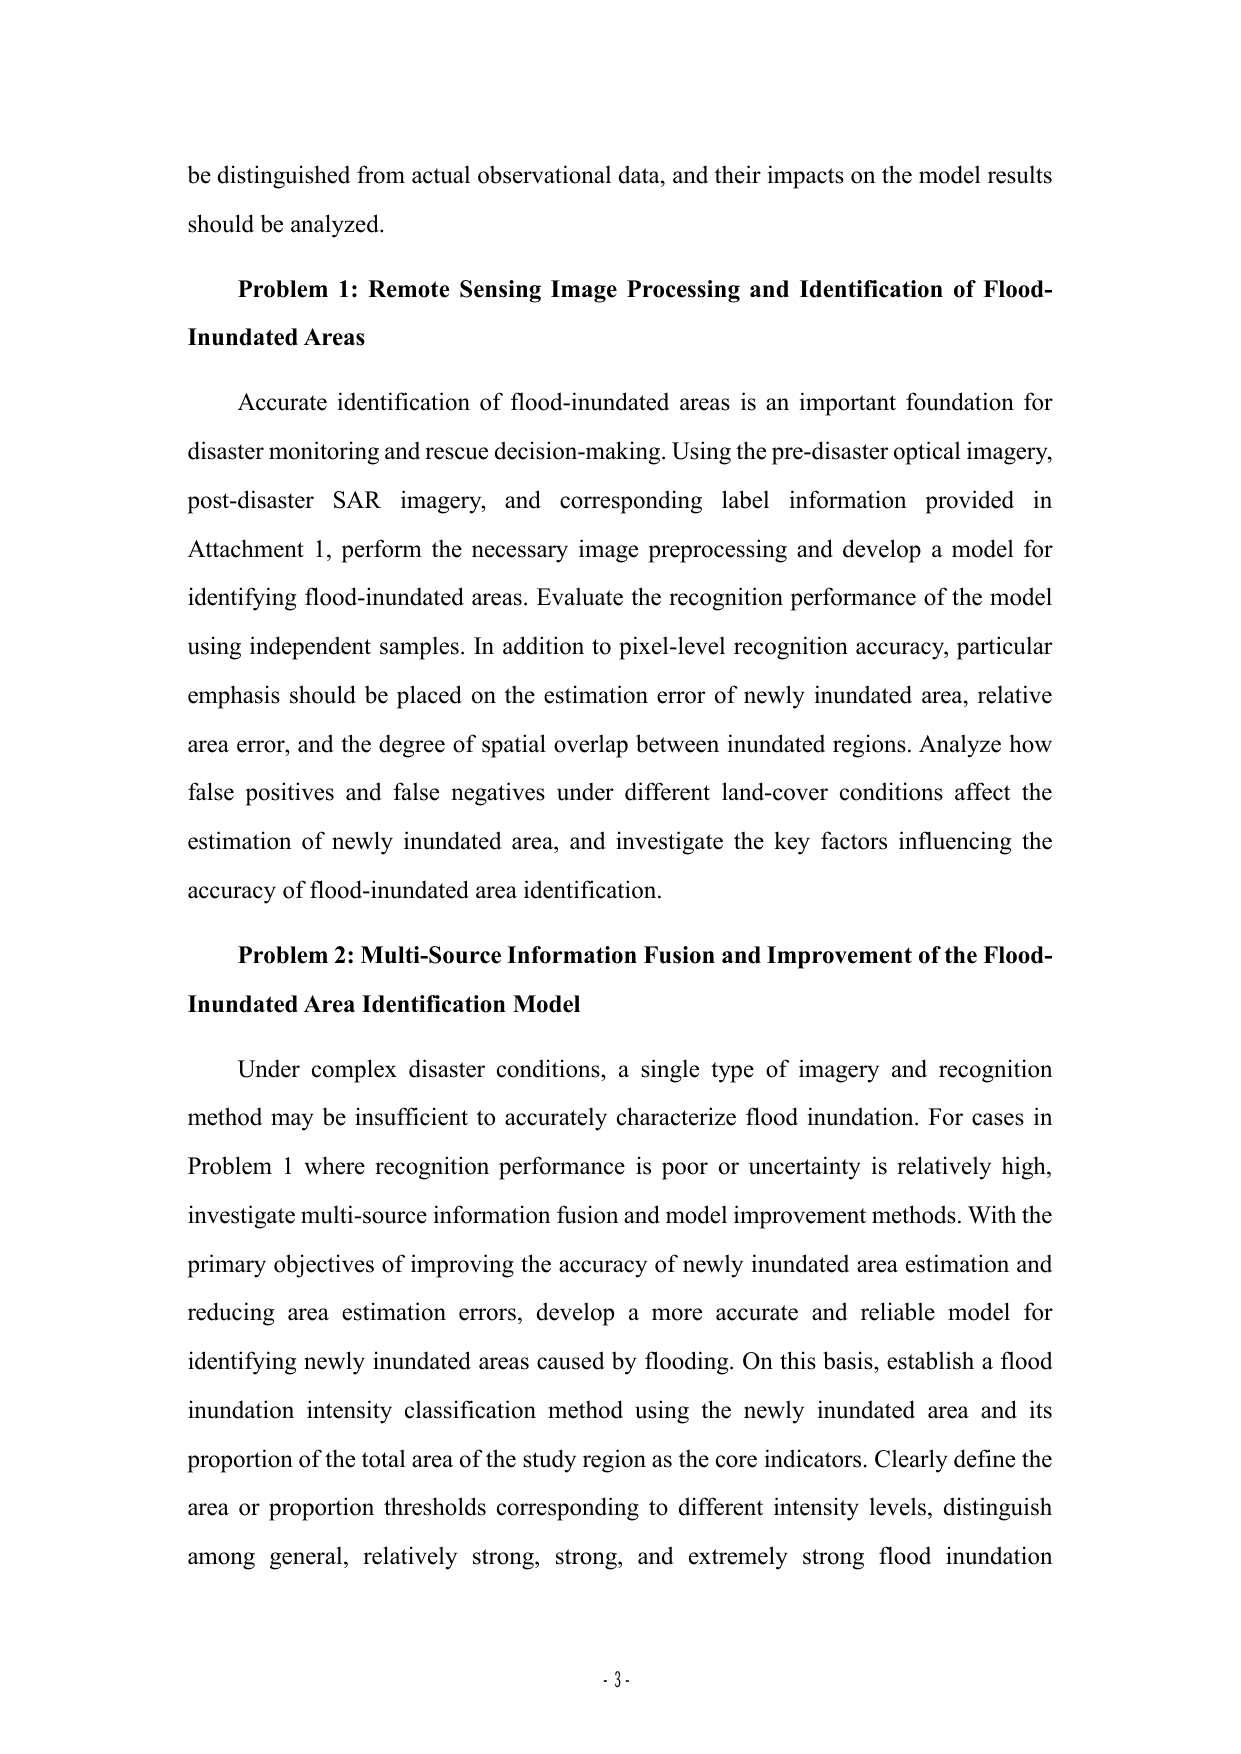 be distinguished from actual observational data, and their impacts on the model results
should be analyzed.
Problem 1: Remote Sensing Image Processing and Identification of Flood-
Inundated Areas
Accurate identification of flood-inundated areas is an important foundation for
disaster monitoring and rescue decision-making. Using the pre-disaster optical imagery,
post-disaster SAR imagery, and corresponding label information provided in
Attachment 1, perform the necessary image preprocessing and develop a model for
identifying flood-inundated areas. Evaluate the recognition performance of the model
using independent samples. In addition to pixel-level recognition accuracy, particular
emphasis should be placed on the estimation error of newly inundated area, relative
area error, and the degree of spatial overlap between inundated regions. Analyze how
false positives and false negatives under different land-cover conditions affect the
estimation of newly inundated area, and investigate the key factors influencing the
accuracy of flood-inundated area identification.
Problem 2: Multi-Source Information Fusion and Improvement of the Flood-
Inundated Area Identification Model
Under complex disaster conditions, a single type of imagery and recognition
method may be insufficient to accurately characterize flood inundation. For cases in
Problem 1 where recognition performance is poor or uncertainty is relatively high,
investigate multi-source information fusion and model improvement methods. With the
primary objectives of improving the accuracy of newly inundated area estimation and
reducing area estimation errors, develop a more accurate and reliable model for
identifying newly inundated areas caused by flooding. On this basis, establish a flood
inundation intensity classification method using the newly inundated area and its
proportion of the total area of the study region as the core indicators. Clearly define the
area or proportion thresholds corresponding to different intensity levels, distinguish
among general, relatively strong, strong, and extremely strong flood inundation
- 3 -